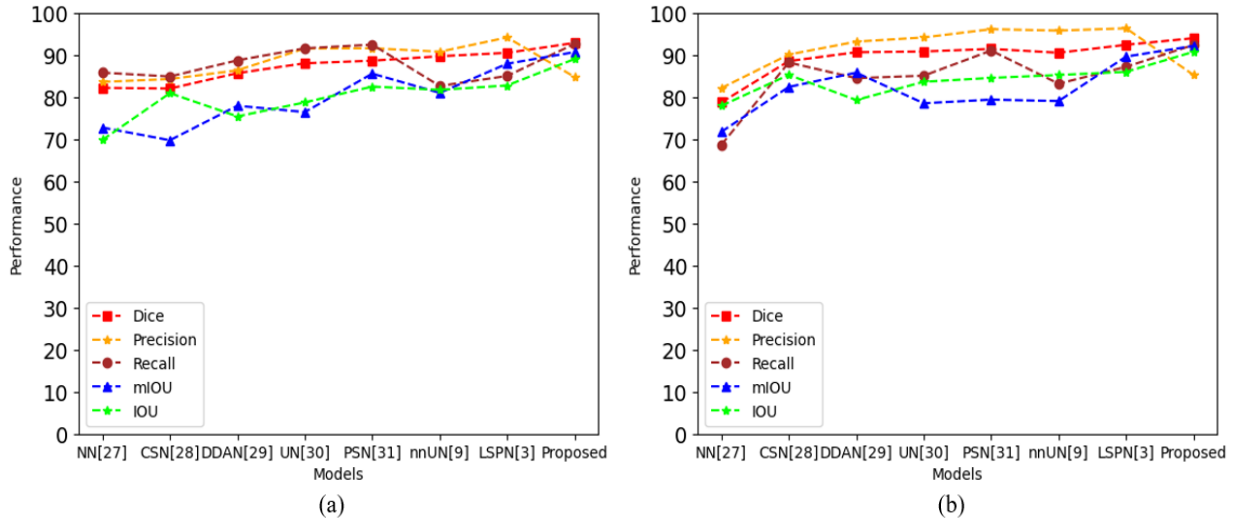 100
90
80
70
60
50
40
30
20
10
0
Performance
Dice
Precision
Recall
mIOU
IOU
NN[27] CSN[28] DDAN[29] UN[30] PSN[31] nnUN[9] LSPN[3] Proposed
Models
(a)
100
90
80
70
60
50
40
30
20
10
0
Performance
Dice
Precision
Recall
mIOU
IOU
NN[27] CSN[28] DDAN[29] UN[30] PSN[31] nnUN[9] LSPN[3] Proposed
Models
(b)